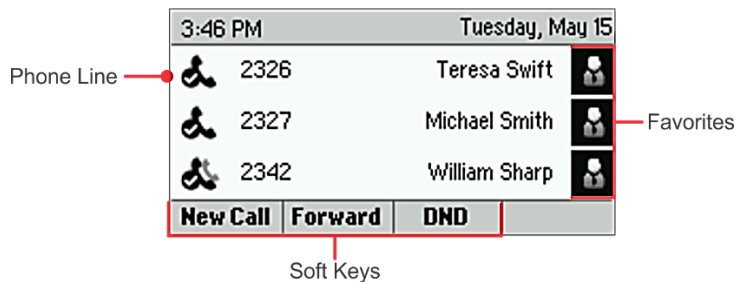 3:46 PM Tuesday, May 15
Phone Line 2326 Teresa Swift
2327 Michael Smith Favorites
2342 William Sharp
New Call Forward DND
Soft Keys